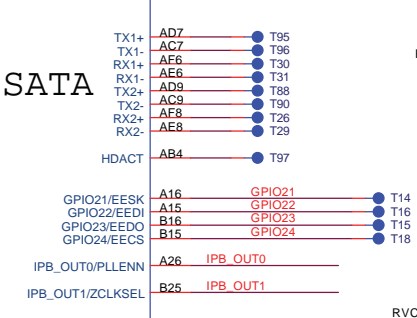 SATA
TX1+ AD7 T95
TX1- AC7 T96
RX1+ AF6 T30
RX1- AE6 T31
TX2+ AD9 T88
TX2- AC9 T90
RX2+ AF8 T26
RX2- AE8 T29
HDACT AB4 T97
GPIO21/EESK A16 GPIO21 T14
GPIO22/EEDI A15 GPIO22 T16
GPIO23/EEDO B16 GPIO23 T15
GPIO24/EECS B15 GPIO24 T18
IPB_OUT0/PLLENN A26 IPB_OUT0
IPB_OUT1/ZCLKSEL B25 IPB_OUT1